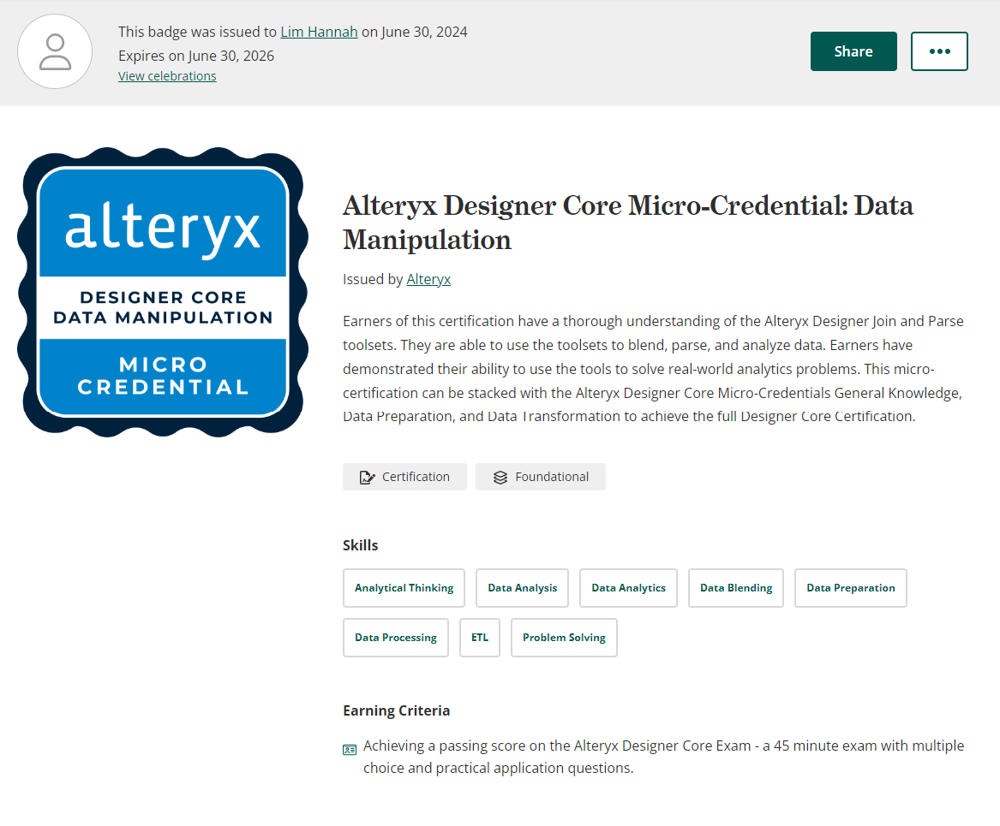 This badge was issued to Lim Hannah on June 30, 2024
Expires on June 30, 2026
View celebrations
Share
alteryx
DESIGNER CORE
DATA MANIPULATION
MICRO
CREDENTIAL
Alteryx Designer Core Micro-Credential: Data
Manipulation
Issued by Alteryx
Earners of this certification have a thorough understanding of the Alteryx Designer Join and Parse
toolsets. They are able to use the toolsets to blend, parse, and analyze data. Earners have
demonstrated their ability to use the tools to solve real-world analytics problems. This micro-
certification can be stacked with the Alteryx Designer Core Micro-Credentials General Knowledge,
Data Preparation, and Data Transformation to achieve the full Designer Core Certification.
Certification
Foundational
Skills
Analytical Thinking
Data Analysis
Data Analytics
Data Blending
Data Preparation
Data Processing
ETL
Problem Solving
Earning Criteria
Achieving a passing score on the Alteryx Designer Core Exam - a 45 minute exam with multiple
choice and practical application questions.